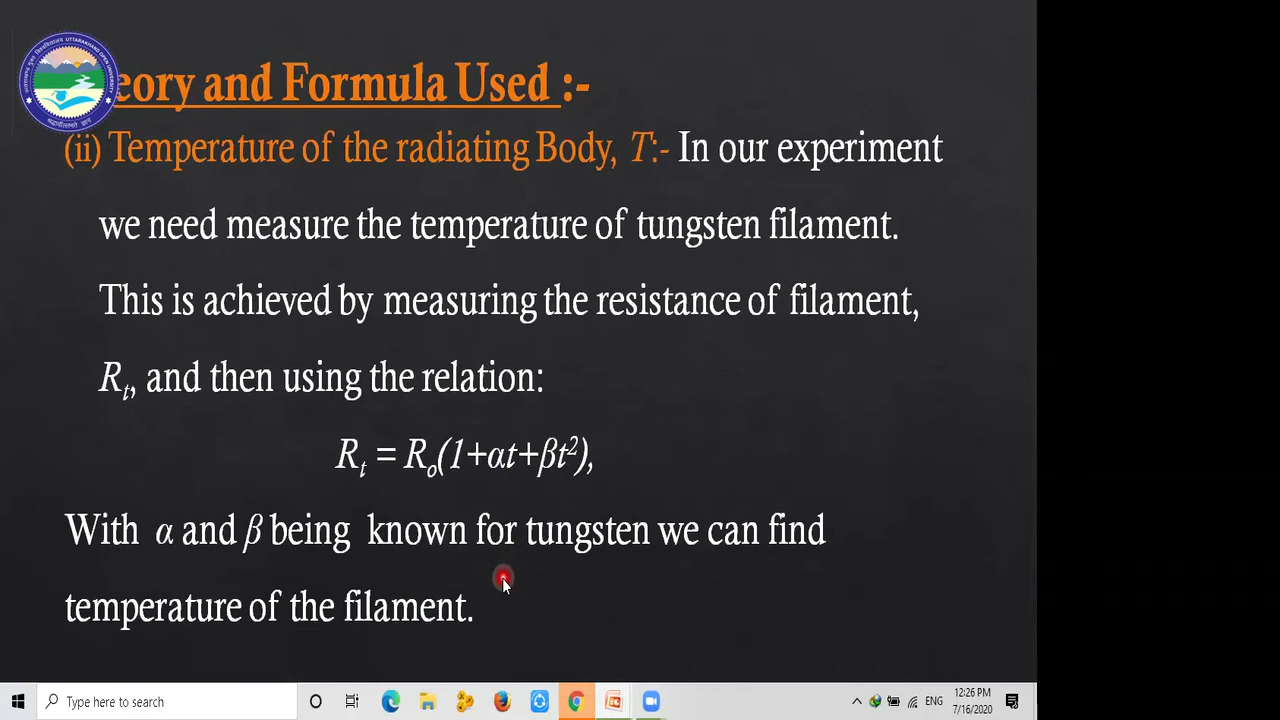 eory and Formula Used :-
(ii) Temperature of the radiating Body, T:- In our experiment
we need measure the temperature of tungsten filament.
This is achieved by measuring the resistance of filament,
Rt, and then using the relation:
Rt = Ro(1+αt+βt²),
With α and β being known for tungsten we can find
temperature of the filament.
Type here to search
ENG
12:26 PM
7/16/2020